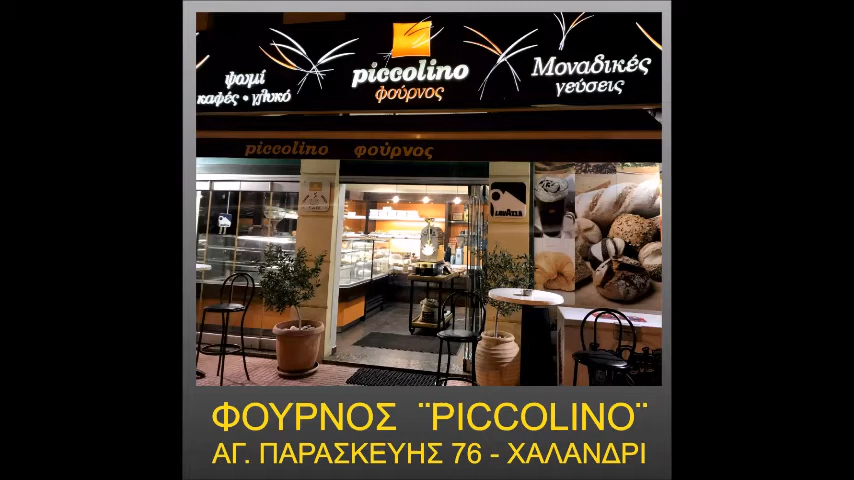 ψωμί
καφές • γλυκό
piccolino
φούρνος
Μοναδικές
γεύσεις
piccolino φούρνος
LAVAZZA
ΦΟΥΡΝΟΣ ¨PICCOLINO¨
ΑΓ. ΠΑΡΑΣΚΕΥΗΣ 76 - ΧΑΛΑΝΔΡΙ